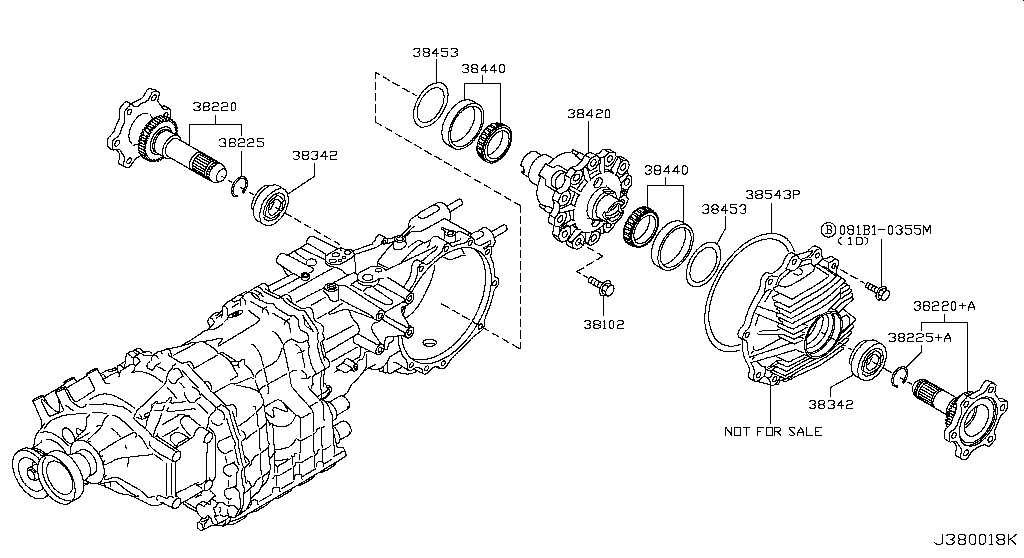 38453
38440
38220
38225
38342
38420
38440
38453
38543P
B 081B1-0355M
(1D)
38102
38220+A
38225+A
38342
NOT FOR SALE
J380018K